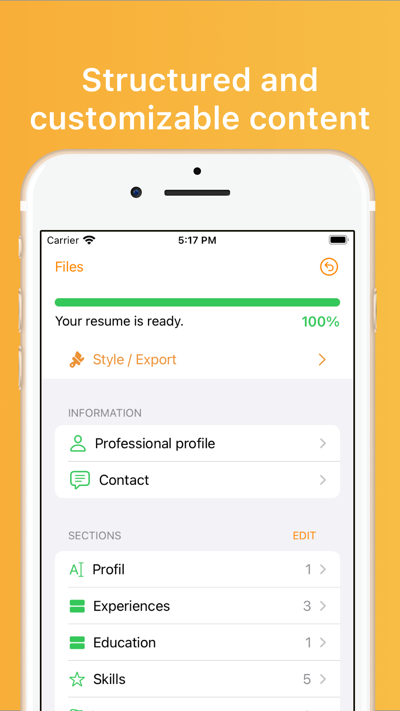 Structured and
customizable content
Carrier 5:17 PM
Files
Your resume is ready. 100%
Style / Export
INFORMATION
Professional profile
Contact
SECTIONS EDIT
Profil 1
Experiences 3
Education 1
Skills 5